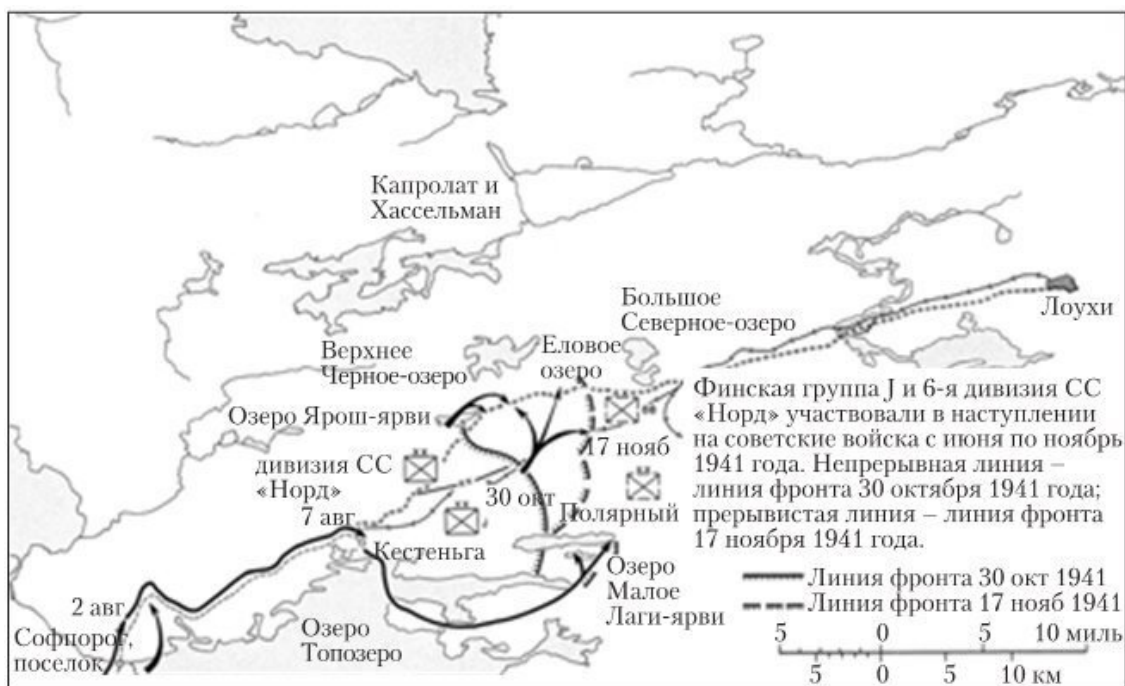 Капролат и
Хассельман
Большое
Северное-озеро
Лоухи
Верхнее
Черное-озеро
Еловое
озеро
Озеро Ярош-ярви
17 нояб
дивизия СС
«Норд»
30 окт
7 авг
Полярный
Кестеньга
2 авг
Софпорог,
поселок
Озеро
Топозеро
Озеро
Малое
Лаги-ярви
Финская группа J и 6-я дивизия СС
«Норд» участвовали в наступлении
на советские войска с июня по ноябрь
1941 года. Непрерывная линия –
линия фронта 30 октября 1941 года;
прерывистая линия – линия фронта
17 ноября 1941 года.
Линия фронта 30 окт 1941
Линия фронта 17 нояб 1941
5 0 5 10 миль
5 0 5 10 км